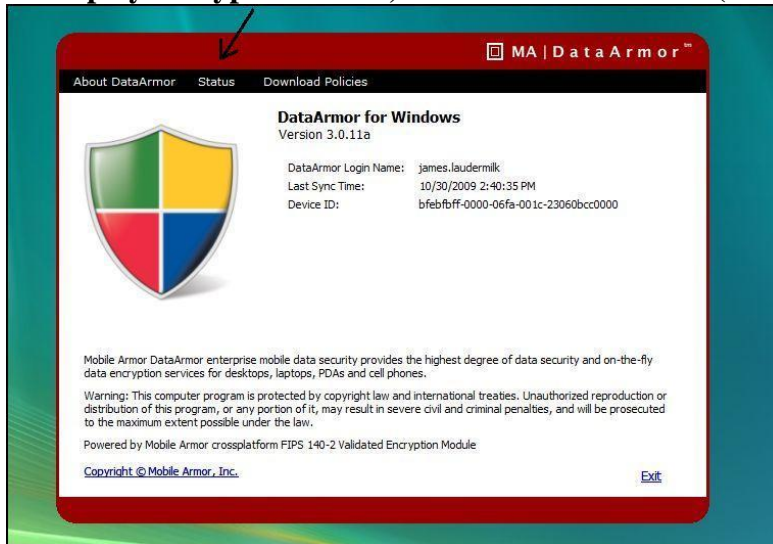 MA|DataArmor™
About DataArmor Status Download Policies
DataArmor for Windows
Version 3.0.11a
DataArmor Login Name: james.laudermilk
Last Sync Time: 10/30/2009 2:40:35 PM
Device ID: bfebfbff-0000-06fa-001c-23060bcc0000
Mobile Armor DataArmor enterprise mobile data security provides the highest degree of data security and on-the-fly
data encryption services for desktops, laptops, PDAs and cell phones.
Warning: This computer program is protected by copyright law and international treaties. Unauthorized reproduction or
distribution of this program, or any portion of it, may result in severe civil and criminal penalties, and will be prosecuted
to the maximum extent possible under the law.
Powered by Mobile Armor crossplatform FIPS 140-2 Validated Encryption Module
Copyright © Mobile Armor, Inc.
Exit